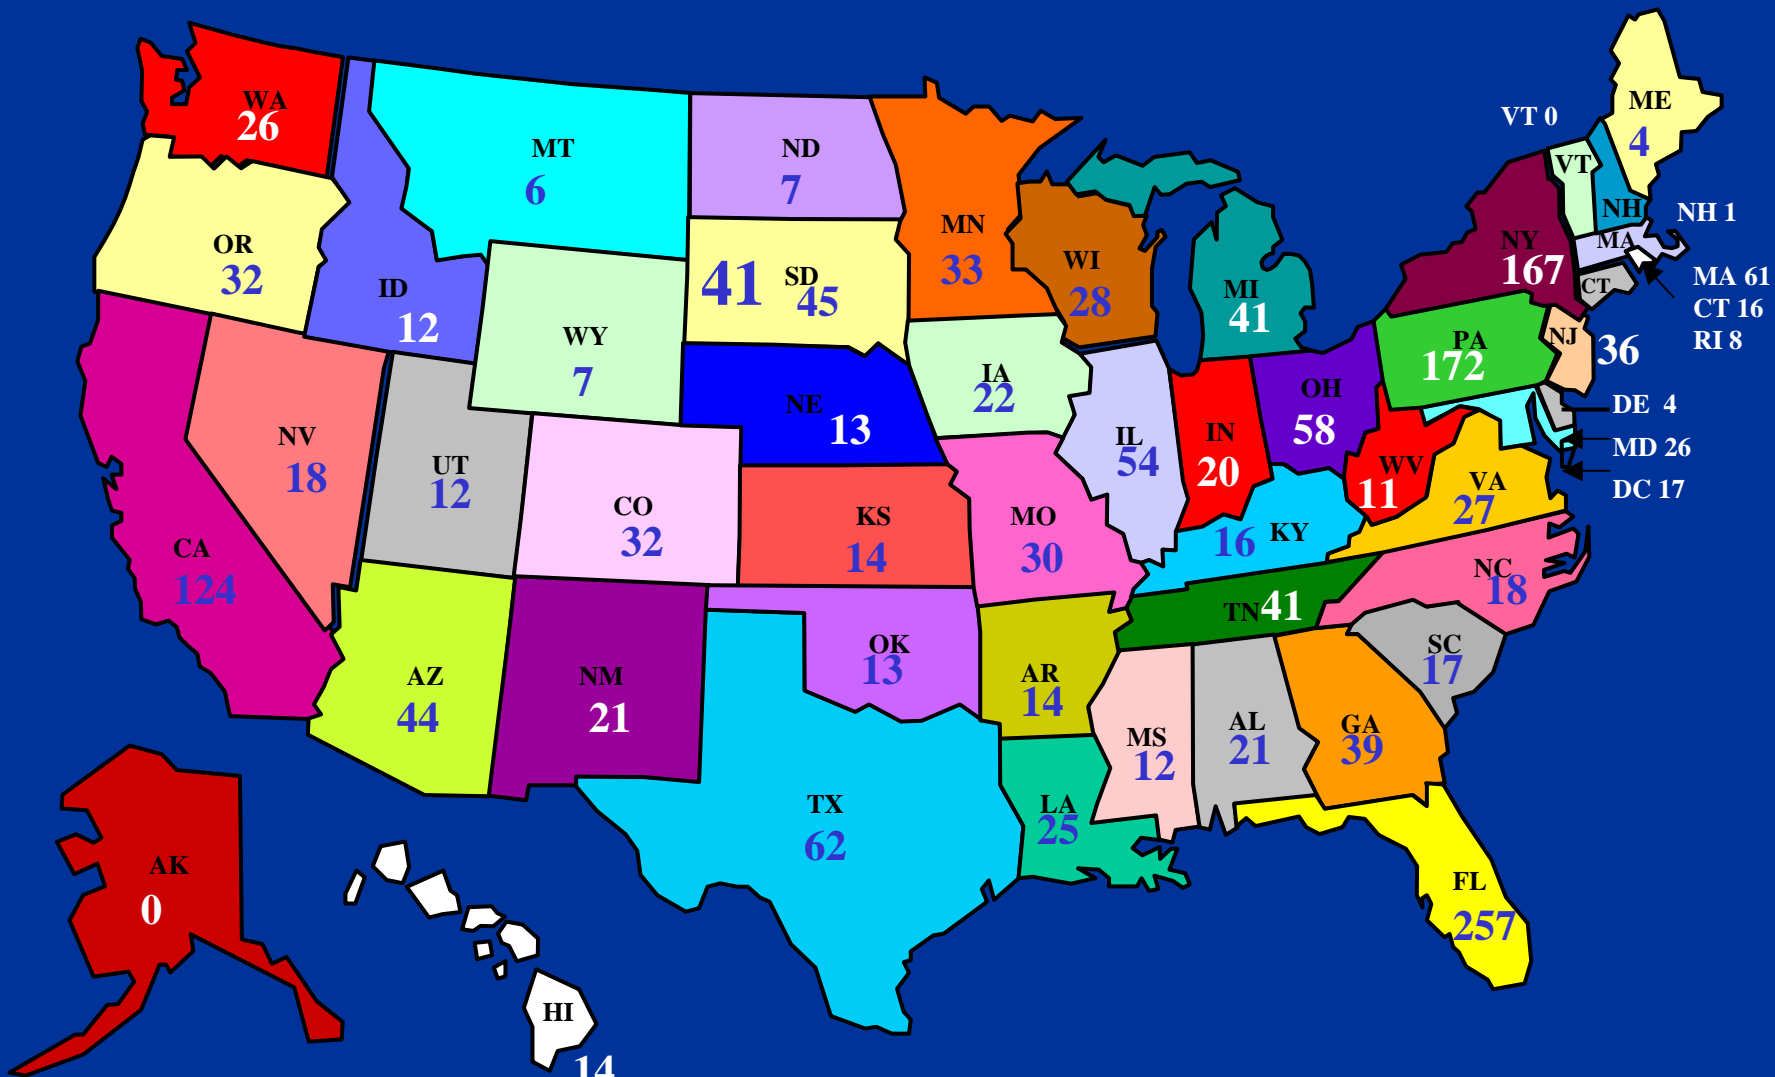 WA
26
OR
32
CA
124
NV
18
ID
12
MT
6
WY
7
UT
12
CO
32
AZ
44
NM
21
ND
7
SD
41
45
NE
13
KS
14
OK
13
TX
62
MN
33
IA
22
MO
30
AR
14
LA
25
WI
28
IL
54
MI
41
IN
20
OH
58
KY
16
TN
41
MS
12
AL
21
GA
39
FL
257
SC
17
NC
18
VA
27
WV
11
PA
172
NY
167
VT 0
VT
ME
4
NH
NH 1
MA
CT
MA 61
CT 16
RI 8
NJ
36
DE 4
MD 26
DC 17
AK
0
HI
14